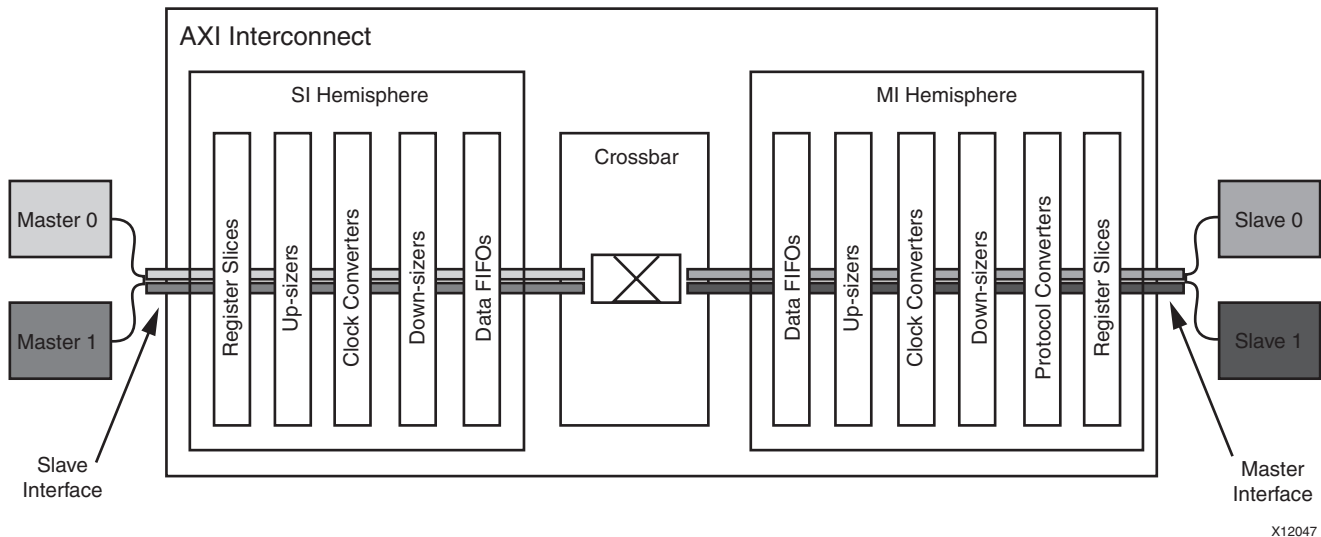 AXI Interconnect
SI Hemisphere
MI Hemisphere
Crossbar
Master 0
Master 1
Register Slices
Up-sizers
Clock Converters
Down-sizers
Data FIFOs
Data FIFOs
Up-sizers
Clock Converters
Down-sizers
Protocol Converters
Register Slices
Slave 0
Slave 1
Slave
Interface
Master
Interface
X12047